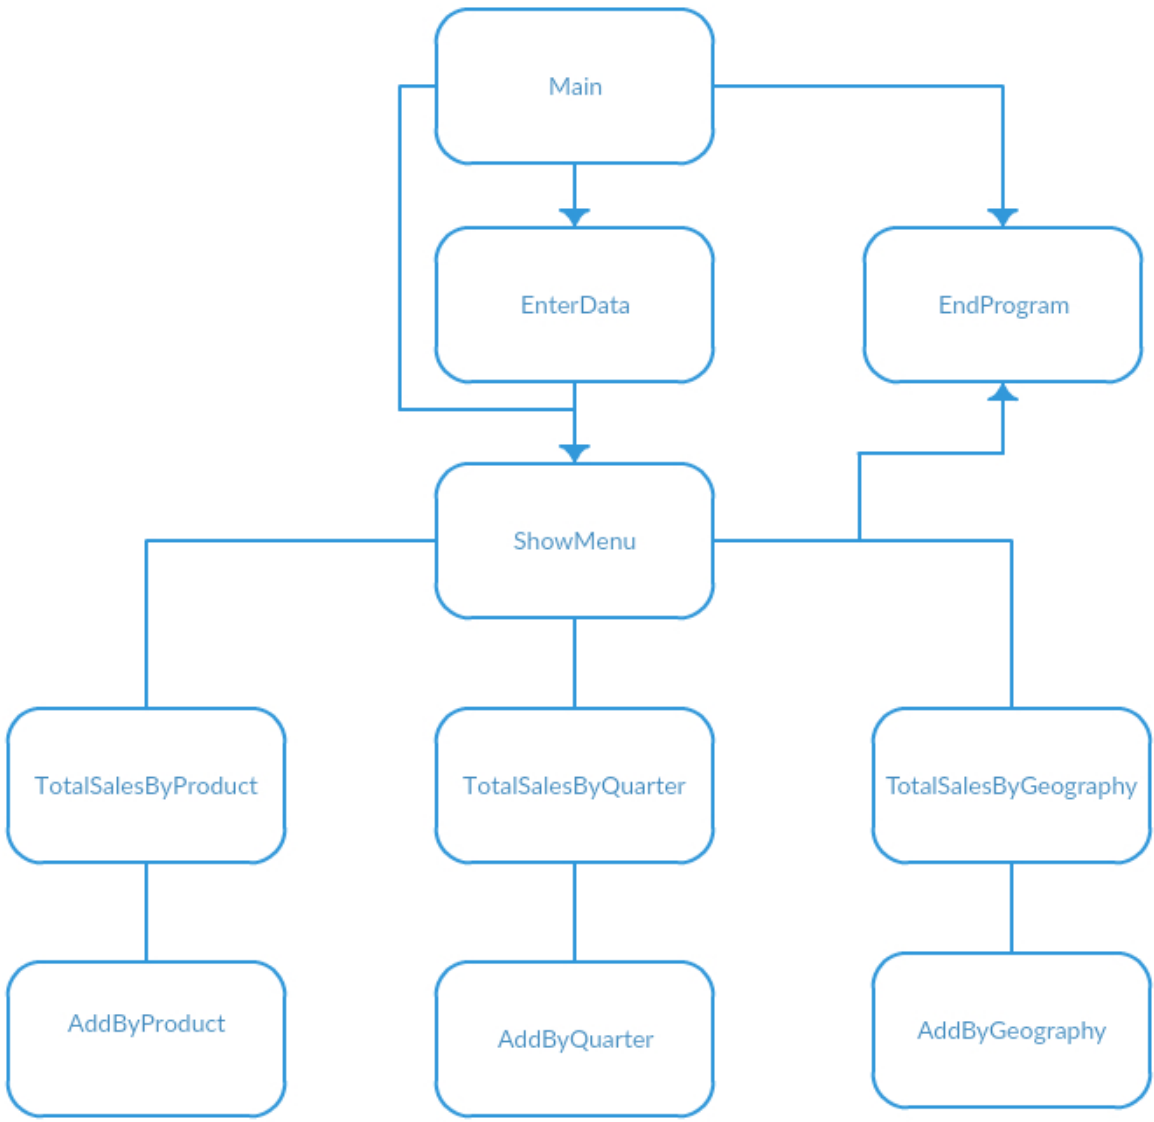 Main
EnterData
EndProgram
ShowMenu
TotalSalesByProduct
TotalSalesByQuarter
TotalSalesByGeography
AddByProduct
AddByQuarter
AddByGeography